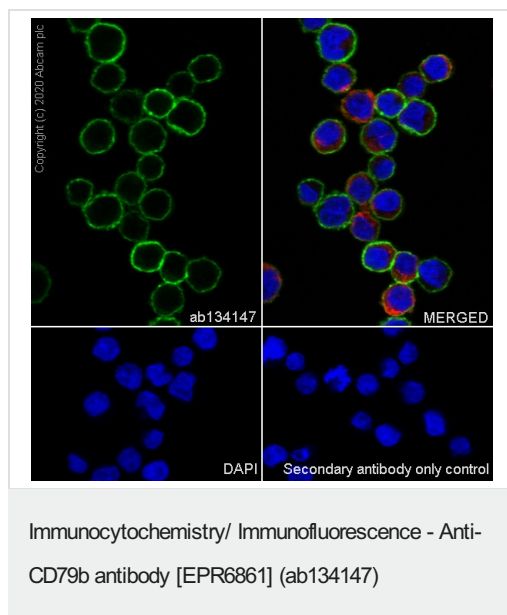 Copyright (c) 2020 Abcam plc
ab134147
MERGED
DAPI
Secondary antibody only control
Immunocytochemistry/ Immunofluorescence - Anti-
CD79b antibody [EPR6861] (ab134147)